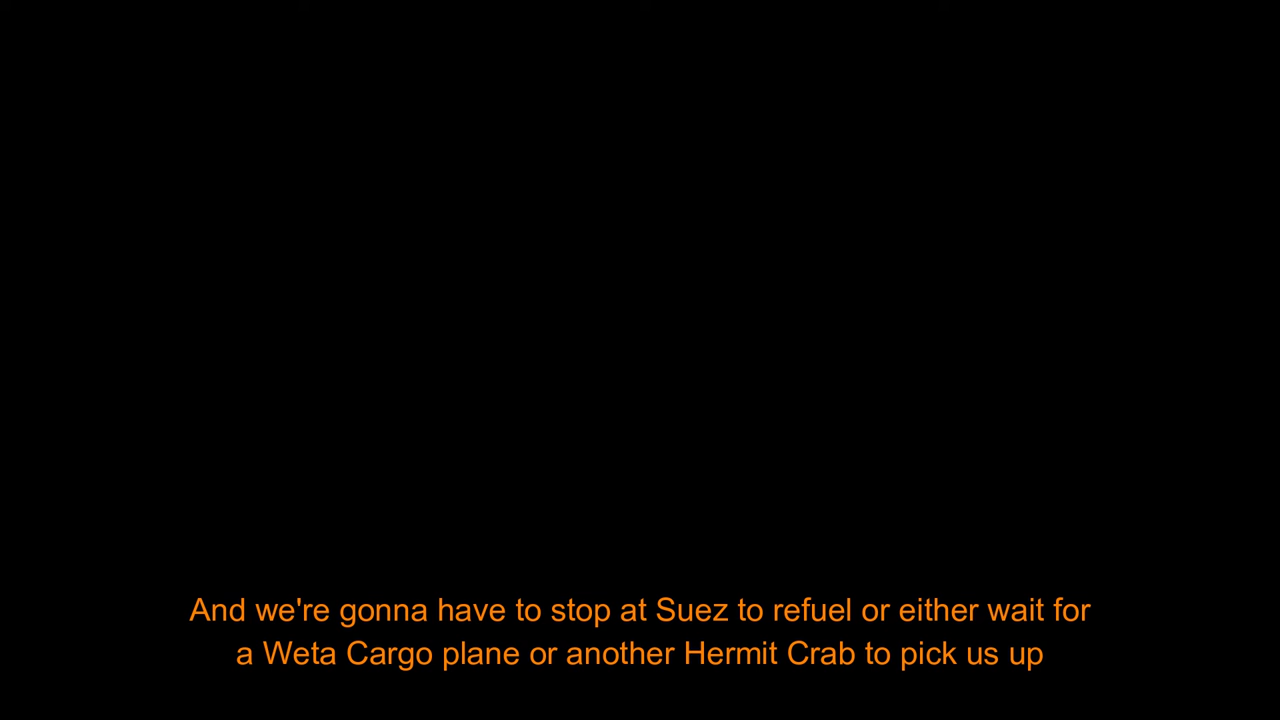 And we're gonna have to stop at Suez to refuel or either wait for
a Weta Cargo plane or another Hermit Crab to pick us up